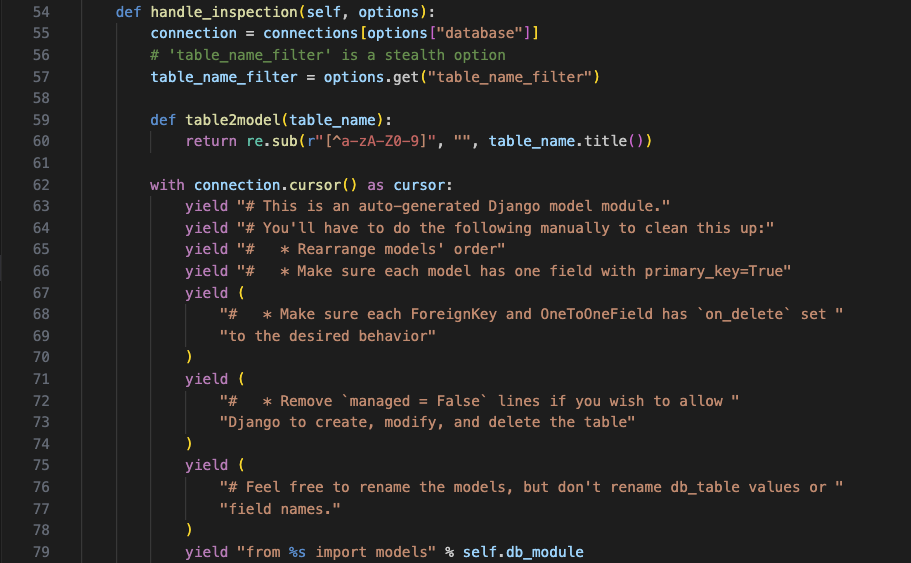 54 def handle_inspection(self, options):
55 connection = connections[options["database"]]
56 # 'table_name_filter' is a stealth option
57 table_name_filter = options.get("table_name_filter")
58
59 def table2model(table_name):
60 return re.sub(r"[^a-zA-Z0-9]", "", table_name.title())
61
62 with connection.cursor() as cursor:
63 yield "# This is an auto-generated Django model module."
64 yield "# You'll have to do the following manually to clean this up:"
65 yield "#   * Rearrange models' order"
66 yield "#   * Make sure each model has one field with primary_key=True"
67 yield (
68 "#   * Make sure each ForeignKey and OneToOneField has `on_delete` set "
69 "to the desired behavior"
70 )
71 yield (
72 "#   * Remove `managed = False` lines if you wish to allow "
73 "Django to create, modify, and delete the table"
74 )
75 yield (
76 "# Feel free to rename the models, but don't rename db_table values or "
77 "field names."
78 )
79 yield "from %s import models" % self.db_module